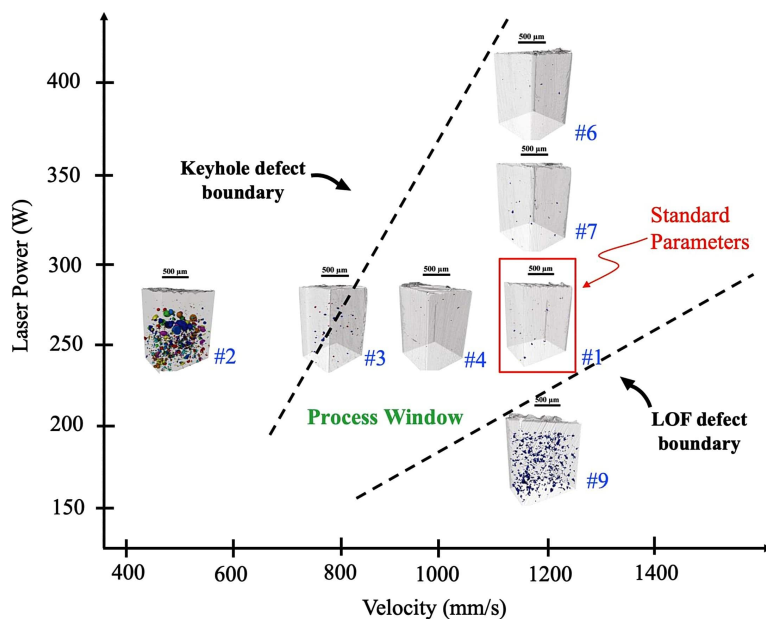 500 μm
#6
400
Keyhole defect
boundary
500 μm
#7
350
Standard
Parameters
300
500 μm
500 μm
500 μm
500 μm
Laser Power (W)
250
#2
#3
#4
#1
Process Window
200
500 μm
LOF defect
boundary
#9
150
400
600
800
1000
1200
1400
Velocity (mm/s)